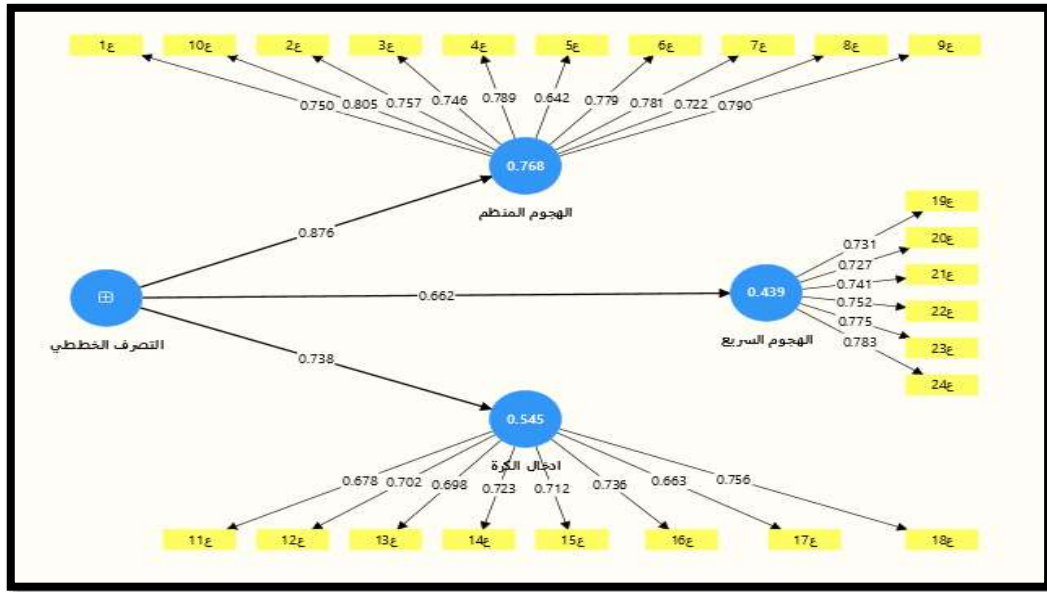 ع1 ع10 ع2 ع3 ع4 ع5 ع6 ع7 ع8 ع9
0.750 0.805 0.757 0.746 0.789 0.642 0.779 0.781 0.722 0.790
0.768
الهجوم المنظم
0.876
ع19
ع20
ع21
ع22
ع23
ع24
0.731
0.727
0.741
0.752
0.775
0.783
0.439
الهجوم السريع
0.662
التصرف الخططي
0.738
0.545
ادخال الكرة
0.678 0.702 0.698 0.723 0.712 0.736 0.663 0.756
ع11 ع12 ع13 ع14 ع15 ع16 ع17 ع18